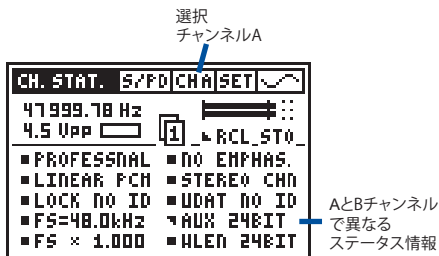 選択
チャンネルA
CH. STAT. S/PD CHA SET
47999.78 Hz
4.5 Upp 1 RCL_ST0_
PROFESSNAL NO EMPHAS.
LINEAR PCM STEREO CHN
LOCK NO ID UDAT NO ID
FS=48.0kHz AUX 24BIT
FS × 1.000 WLEN 24BIT
AとBチャンネル
で異なる
ステータス情報